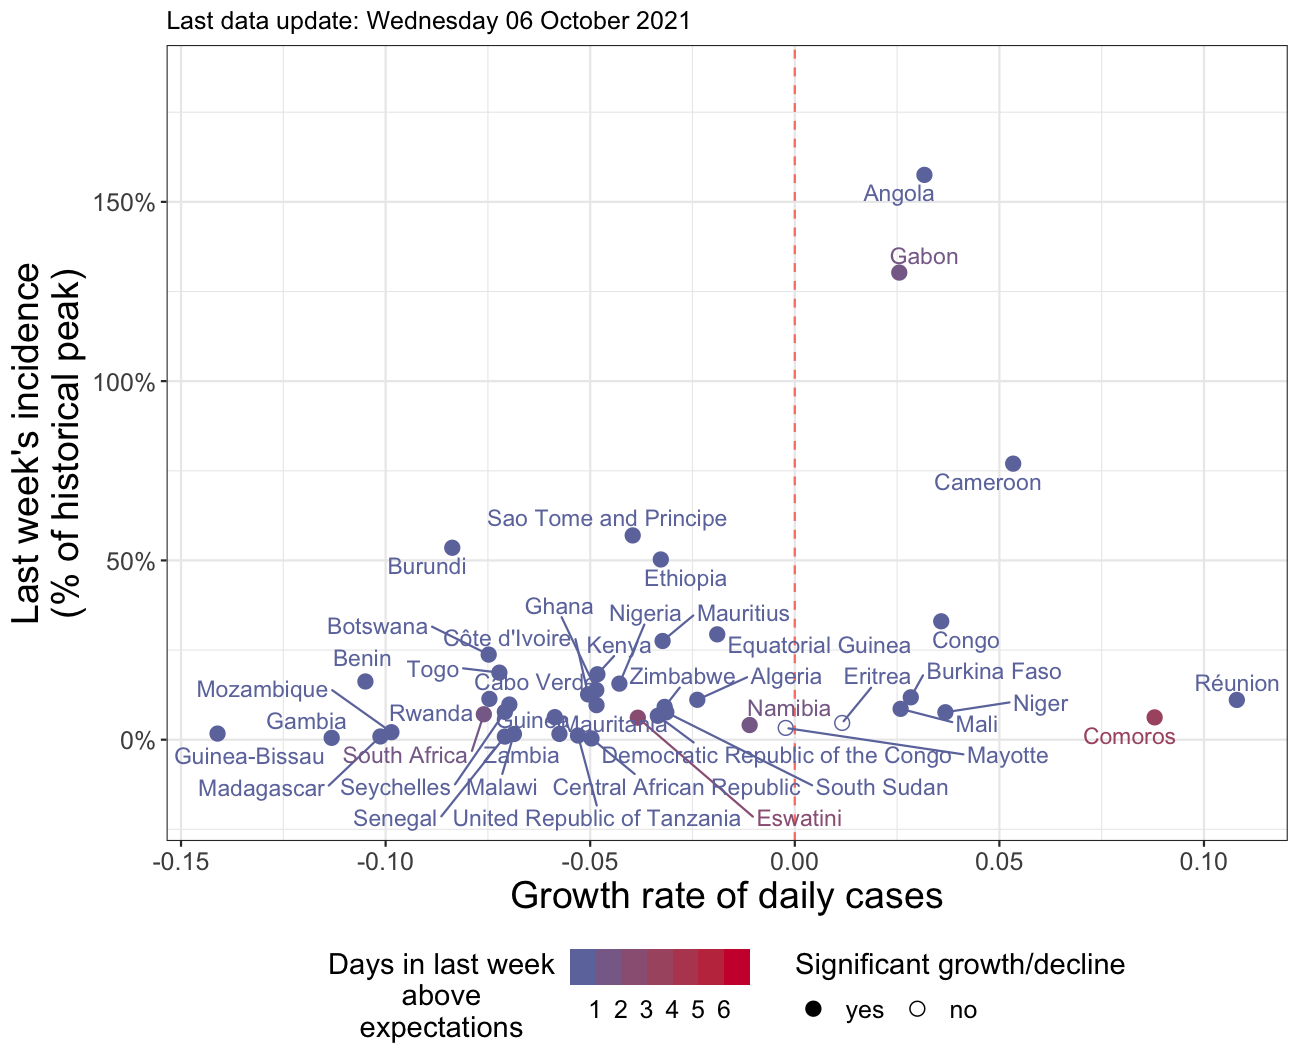 Last data update: Wednesday 06 October 2021
Last week's incidence
(% of historical peak)
150%
100%
50%
0%
Angola
Gabon
Cameroon
Sao Tome and Principe
Burundi
Ethiopia
Ghana
Nigeria
Mauritius
Botswana
Côte d'Ivoire
Kenya
Equatorial Guinea
Congo
Benin
Togo
Cabo Verde
Zimbabwe
Algeria
Eritrea
Burkina Faso
Réunion
Mozambique
Rwanda
Namibia
Niger
Gambia
Guinea
Mauritania
Mali
Comoros
Guinea-Bissau
South Africa
Zambia
Democratic Republic of the Congo
Mayotte
Madagascar
Seychelles
Malawi
Central African Republic
South Sudan
Senegal
United Republic of Tanzania
Eswatini
-0.15
-0.10
-0.05
0.00
0.05
0.10
Growth rate of daily cases
Days in last week
above
expectations
1 2 3 4 5 6
Significant growth/decline
yes
no